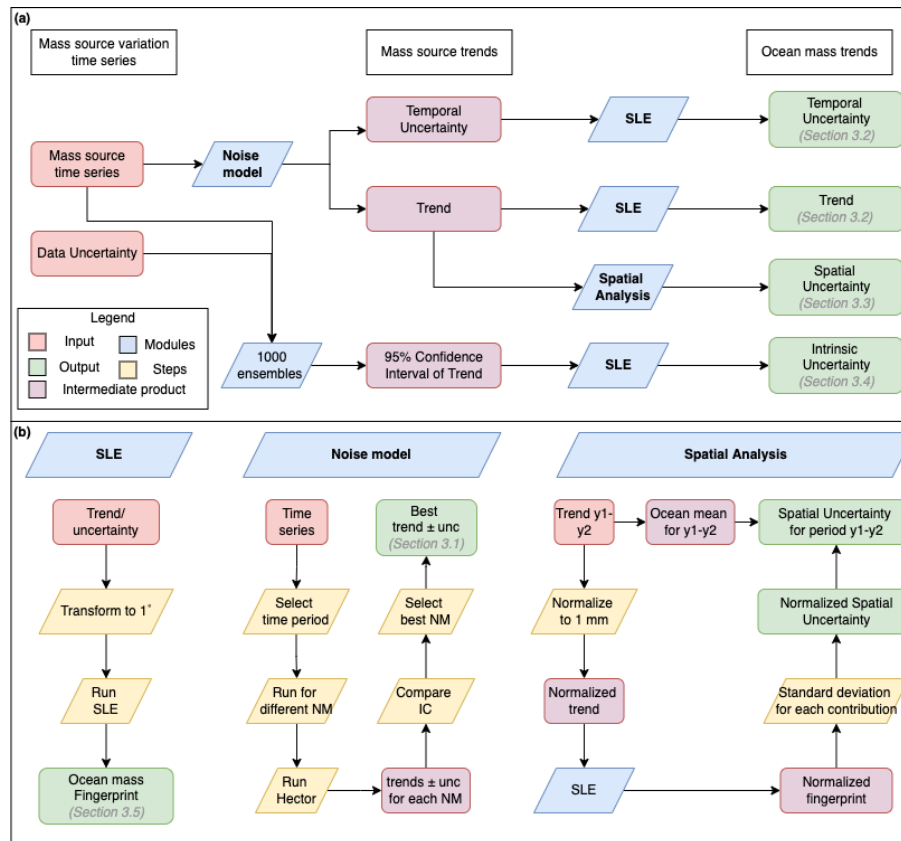 (a)
Mass source variation
time series
Mass source trends
Ocean mass trends
Temporal
Uncertainty
SLE
Temporal
Uncertainty
(Section 3.2)
Mass source
time series
Noise
model
Trend
SLE
Trend
(Section 3.2)
Data Uncertainty
Spatial
Analysis
Spatial
Uncertainty
(Section 3.3)
Legend
Input
Modules
Output
Steps
Intermediate product
1000
ensembles
95% Confidence
Interval of Trend
SLE
Intrinsic
Uncertainty
(Section 3.4)
(b)
SLE
Trend/
uncertainty
Transform to 1°
Run
SLE
Ocean mass
Fingerprint
(Section 3.5)
Noise model
Time
series
Select
time period
Run for
different NM
Run
Hector
trends ± unc
for each NM
Compare
IC
Select
best NM
Best
trend ± unc
(Section 3.1)
Spatial Analysis
Trend y1-
y2
Ocean mean
for y1-y2
Spatial Uncertainty
for period y1-y2
Normalize
to 1 mm
Normalized
trend
SLE
Normalized
fingerprint
Standard deviation
for each contribution
Normalized Spatial
Uncertainty